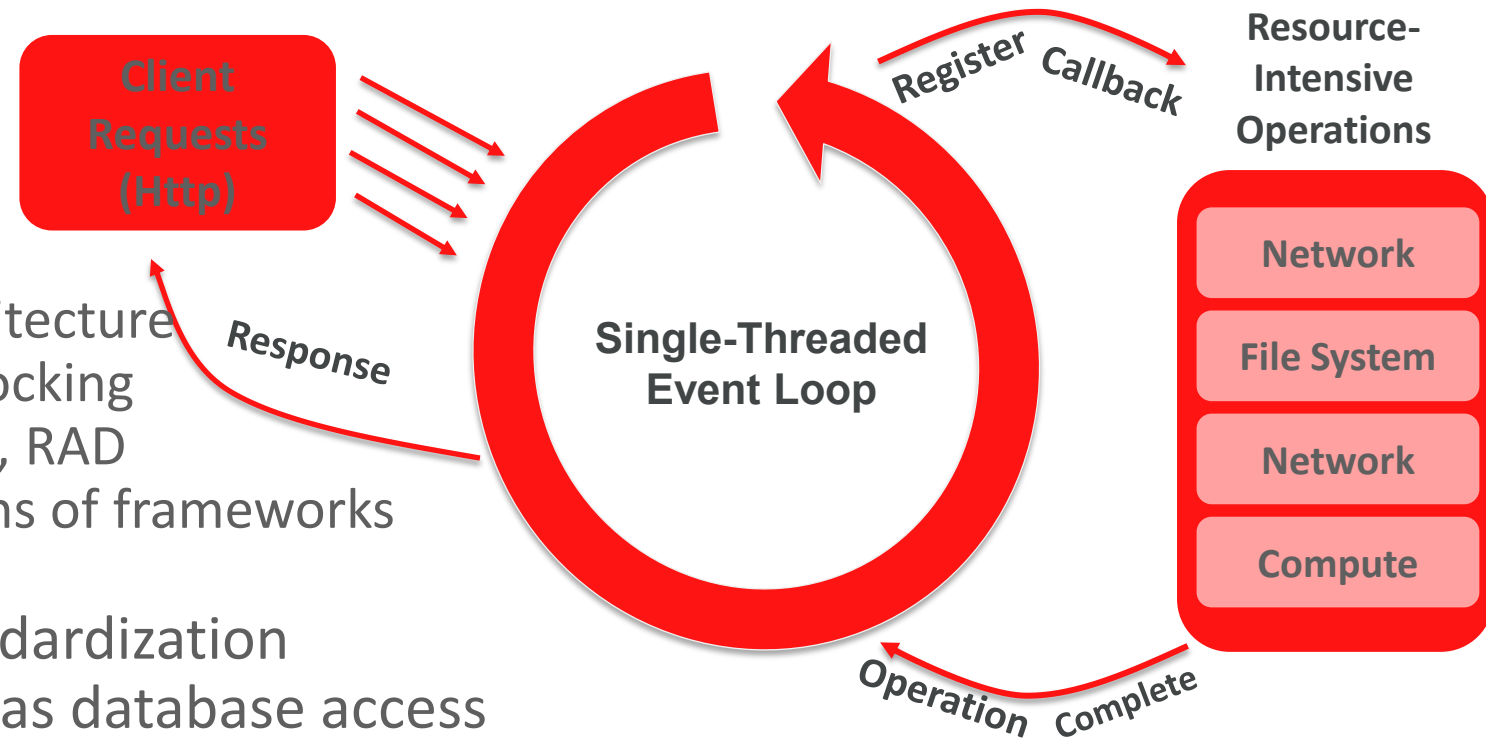 Client
Requests
(Http)
Register Callback
Resource-
Intensive
Operations
Network
File System
Network
Compute
Single-Threaded
Event Loop
Response
Operation Complete
itecture
ocking
, RAD
ns of frameworks
dardization
as database access